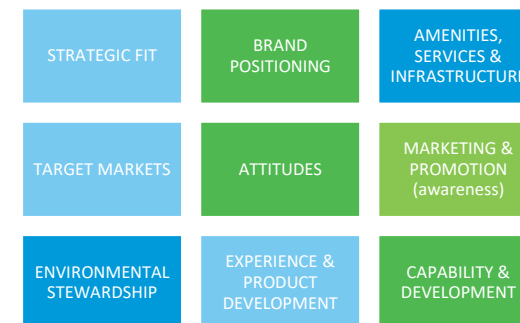 STRATEGIC FIT
BRAND
POSITIONING
AMENITIES,
SERVICES &
INFRASTRUCTURE
TARGET MARKETS
ATTITUDES
MARKETING &
PROMOTION
(awareness)
ENVIRONMENTAL
STEWARDSHIP
EXPERIENCE &
PRODUCT
DEVELOPMENT
CAPABILITY &
DEVELOPMENT